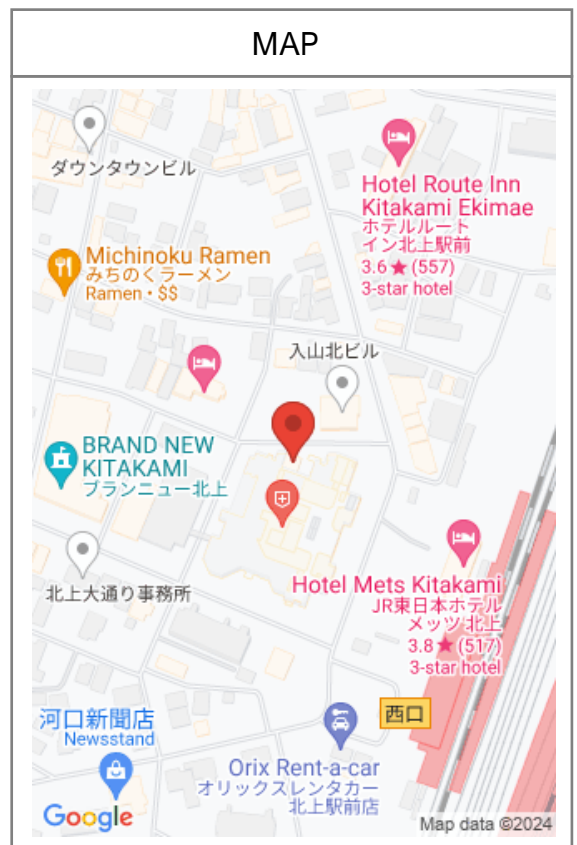 MAP
ダウンタウンビル
Hotel Route Inn
Kitakami Ekimae
ホテルルート
イン北上駅前
3.6★(557)
3-star hotel
Michinoku Ramen
みちのくラーメン
Ramen・$$
入山北ビル
BRAND NEW
KITAKAMI
ブランニュー北上
北上大通り事務所
Hotel Mets Kitakami
JR東日本ホテル
メッツ 北上
3.8★(517)
3-star hotel
西口
河口新聞店
Newsstand
Orix Rent-a-car
オリックスレンタカー
北上駅前店
Google
Map data ©2024